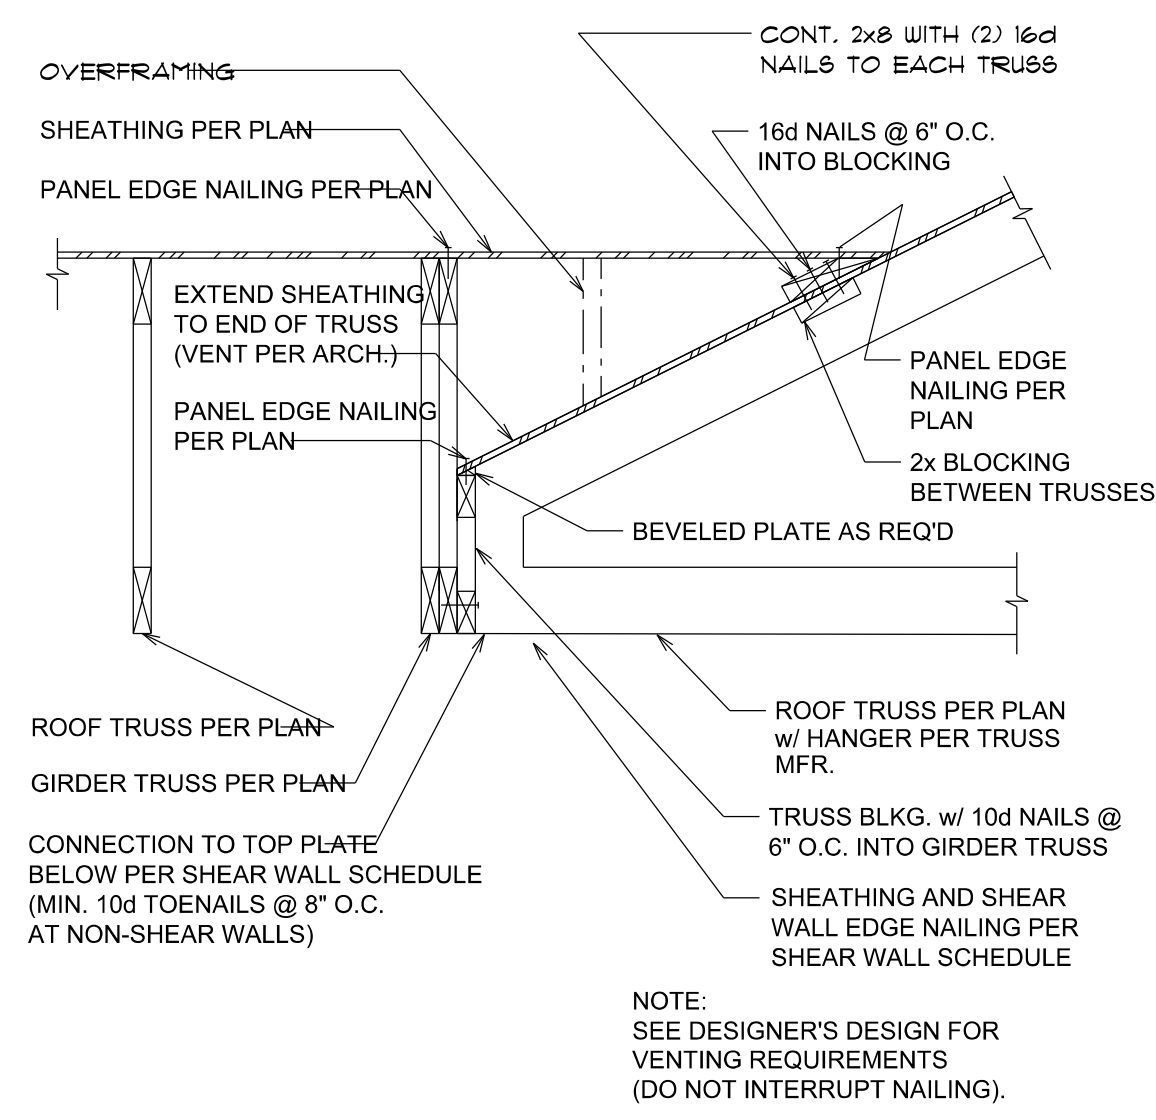 CONT. 2x8 WITH (2) 16d
NAILS TO EACH TRUSS
OVERFRAMING
SHEATHING PER PLAN
PANEL EDGE NAILING PER PLAN
16d NAILS @ 6" O.C.
INTO BLOCKING
EXTEND SHEATHING
TO END OF TRUSS
(VENT PER ARCH.)
PANEL EDGE NAILING
PER PLAN
PANEL EDGE
NAILING PER
PLAN
2x BLOCKING
BETWEEN TRUSSES
BEVELED PLATE AS REQ'D
ROOF TRUSS PER PLAN
GIRDER TRUSS PER PLAN
CONNECTION TO TOP PLATE
BELOW PER SHEAR WALL SCHEDULE
(MIN. 10d TOENAILS @ 8" O.C.
AT NON-SHEAR WALLS)
ROOF TRUSS PER PLAN
w/ HANGER PER TRUSS
MFR.
TRUSS BLKG. w/ 10d NAILS @
6" O.C. INTO GIRDER TRUSS
SHEATHING AND SHEAR
WALL EDGE NAILING PER
SHEAR WALL SCHEDULE
NOTE:
SEE DESIGNER'S DESIGN FOR
VENTING REQUIREMENTS
(DO NOT INTERRUPT NAILING).